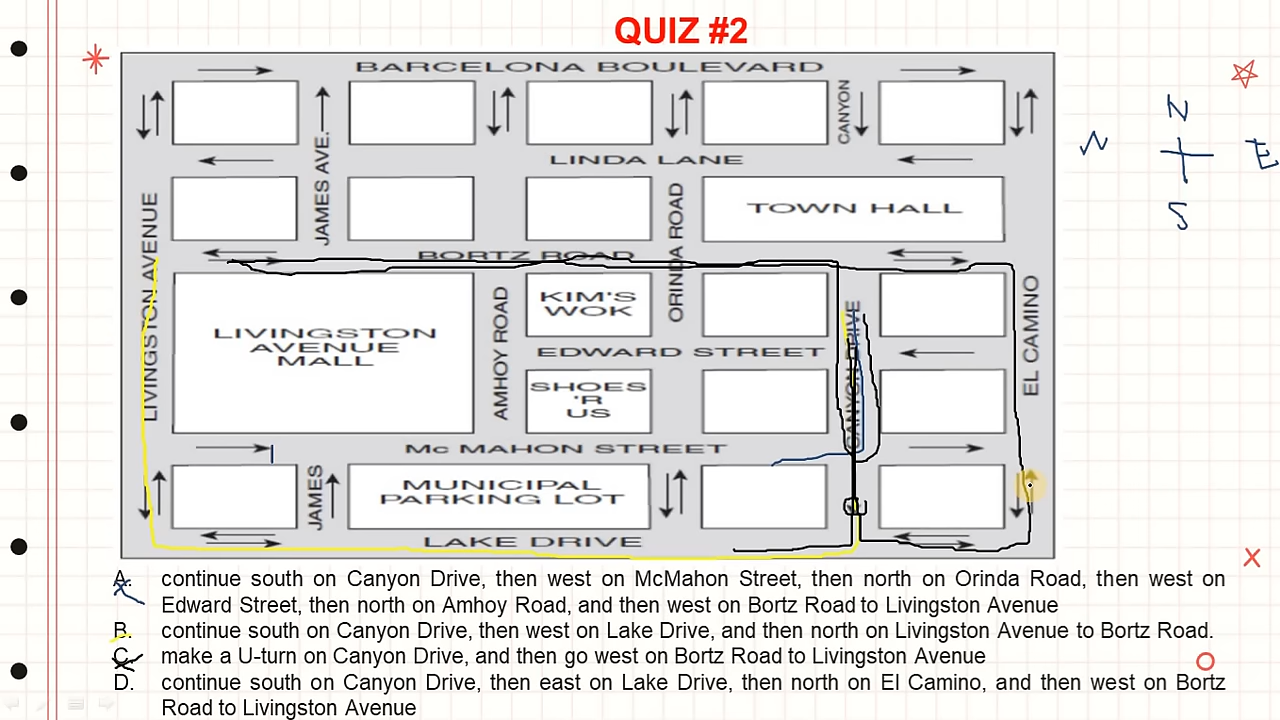 QUIZ #2
BARCELONA BOULEVARD
CANYON
JAMES AVE.
LINDA LANE
N
N
E
S
LIVINGSTON AVENUE
ORINDA ROAD
TOWN HALL
BORTZ ROAD
KIM'S
WOK
LIVINGSTON
AVENUE
MALL
AMHOY ROAD
EDWARD STREET
CANYON DRIVE
EL CAMINO
SHOES
'R
US
Mc MAHON STREET
JAMES
MUNICIPAL
PARKING LOT
LAKE DRIVE
A. continue south on Canyon Drive, then west on McMahon Street, then north on Orinda Road, then west on
Edward Street, then north on Amhoy Road, and then west on Bortz Road to Livingston Avenue
B. continue south on Canyon Drive, then west on Lake Drive, and then north on Livingston Avenue to Bortz Road.
C. make a U-turn on Canyon Drive, and then go west on Bortz Road to Livingston Avenue
D. continue south on Canyon Drive, then east on Lake Drive, then north on El Camino, and then west on Bortz
Road to Livingston Avenue